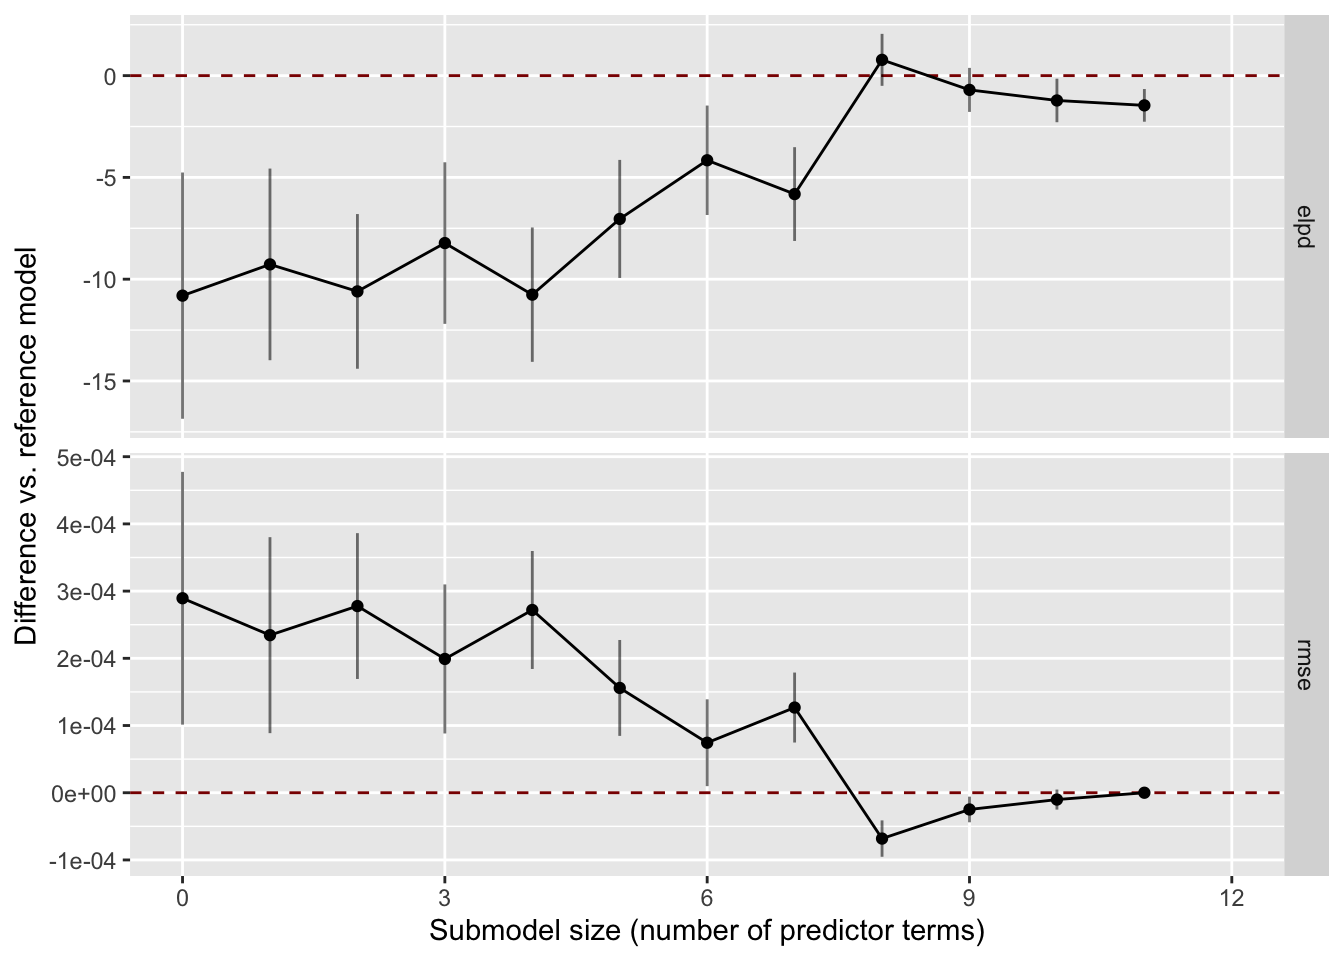 0
-5
-10
-15
elpd
Difference vs. reference model
5e-04
4e-04
3e-04
2e-04
1e-04
0e+00
-1e-04
rmse
0 3 6 9 12
Submodel size (number of predictor terms)